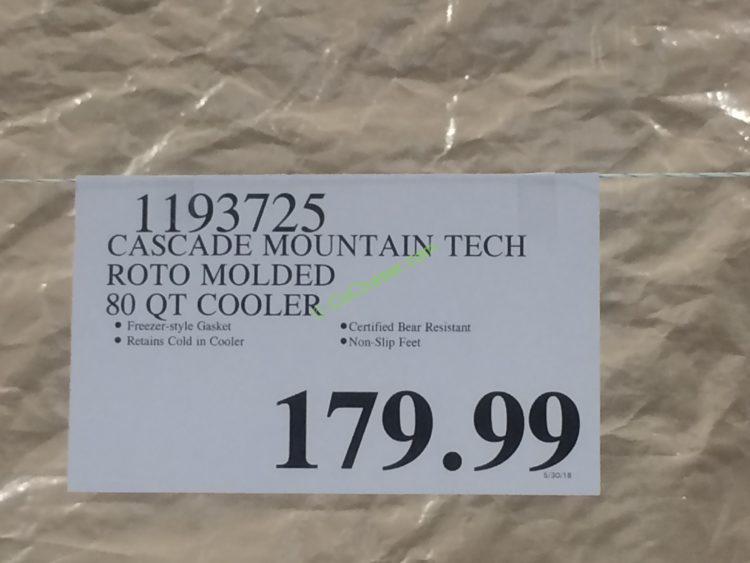 1193725
CASCADE MOUNTAIN TECH
ROTO MOLDED
80 QT COOLER
• Freezer-style Gasket
• Retains Cold in Cooler
• Certified Bear Resistant
• Non-Slip Feet
179.99
5/30/18